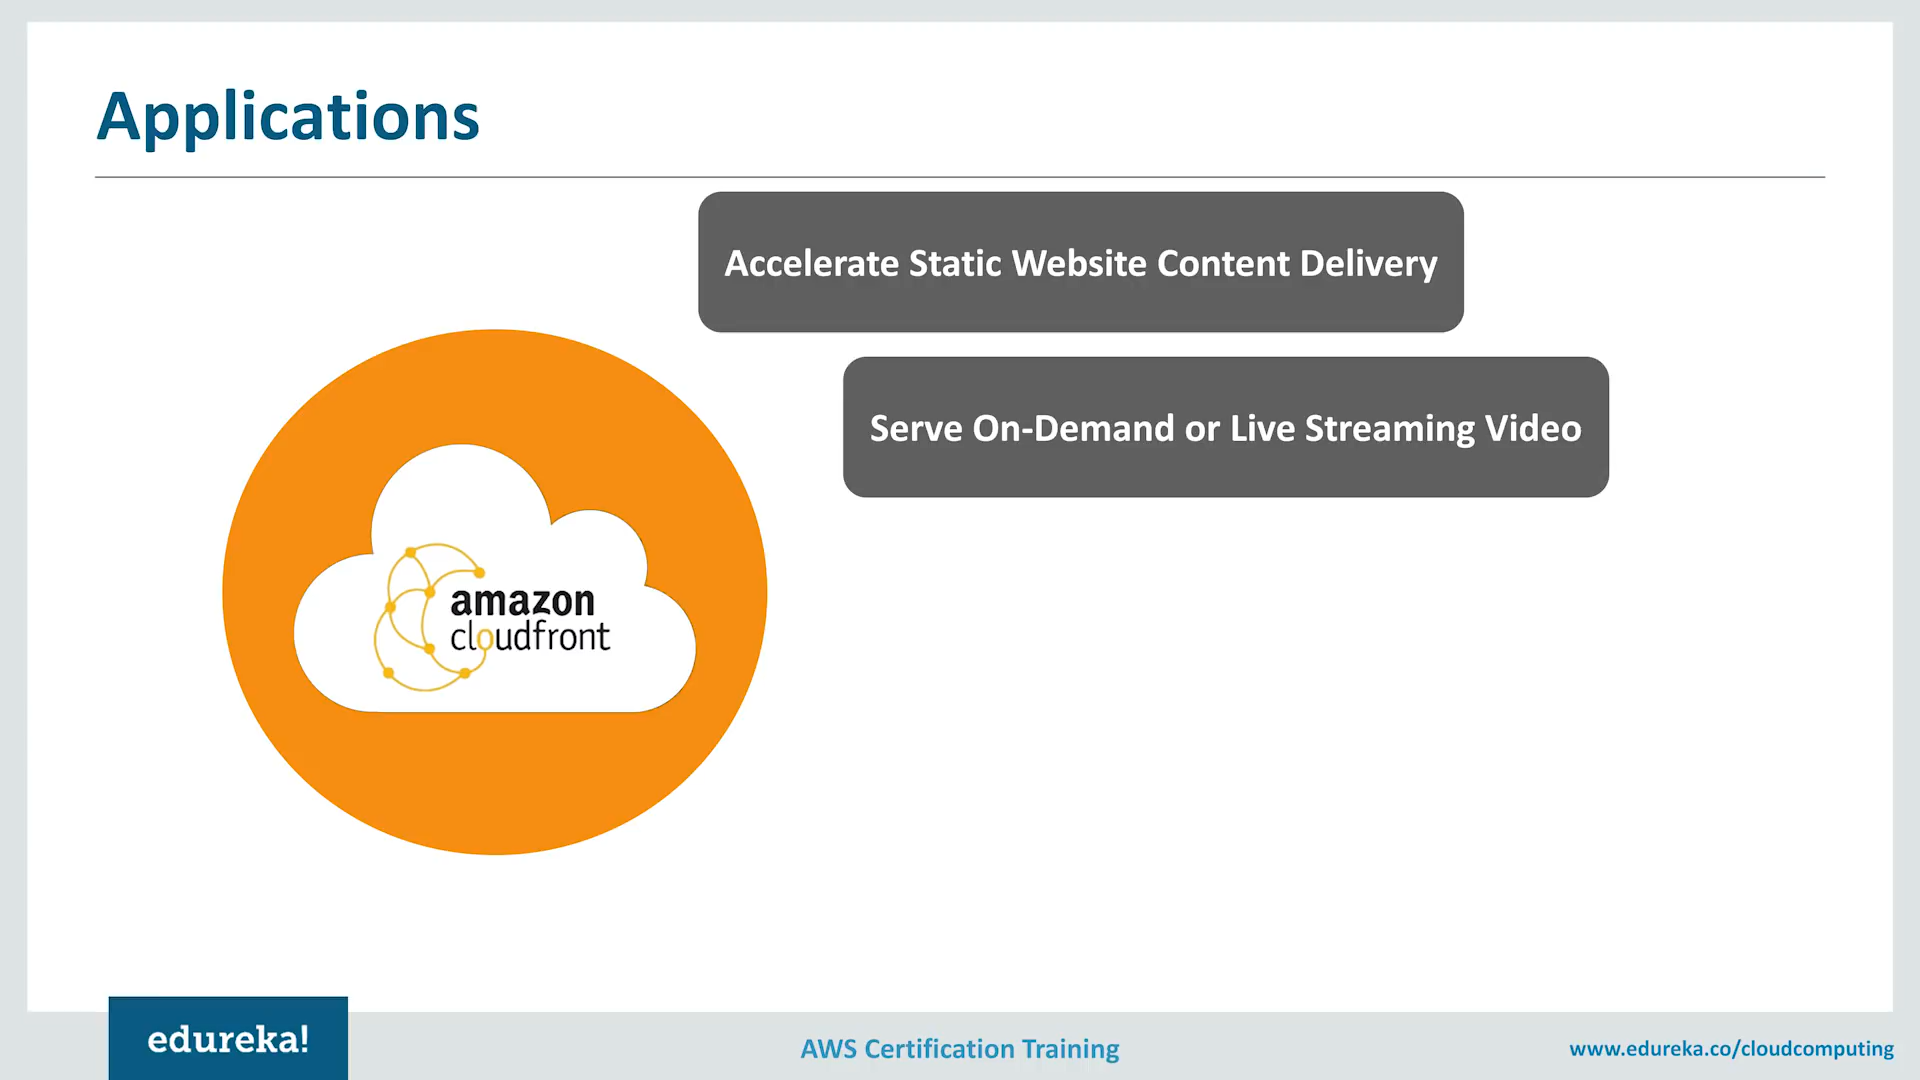 Applications
Accelerate Static Website Content Delivery
Serve On-Demand or Live Streaming Video
amazon
cloudfront
edureka!
AWS Certification Training
www.edureka.co/cloudcomputing